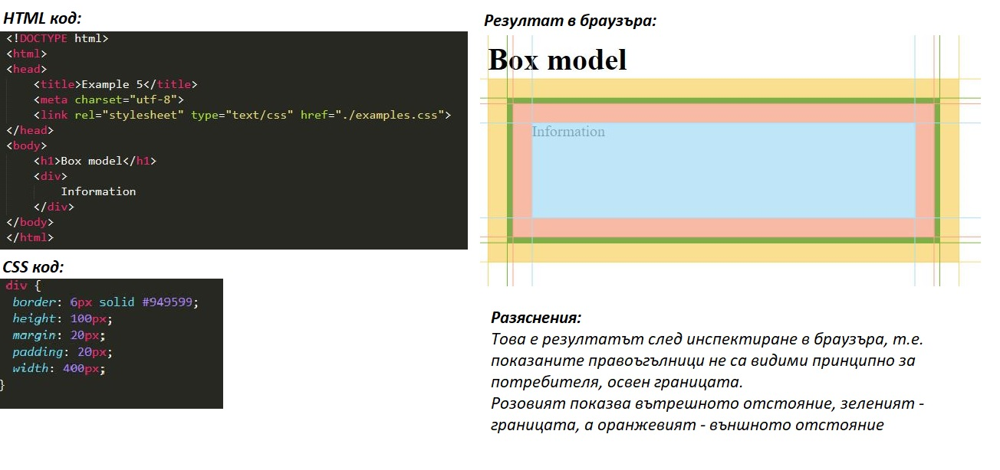 HTML код:
<!DOCTYPE html>
<html>
<head>
    <title>Example 5</title>
    <meta charset="utf-8">
    <link rel="stylesheet" type="text/css" href="./examples.css">
</head>
<body>
    <h1>Box model</h1>
    <div>
        Information
    </div>
</body>
</html>
CSS код:
div {
 border: 6px solid #949599;
 height: 100px;
 margin: 20px;
 padding: 20px;
 width: 400px;
}
Резултат в браузъра:
Box model
Information
Разяснения:
Това е резултатът след инспектиране в браузъра, т.е.
показаните правоъгълници не са видими принципно за
потребителя, освен границата.
Розовият показва вътрешното отстояние, зеленият -
границата, а оранжевият - външното отстояние